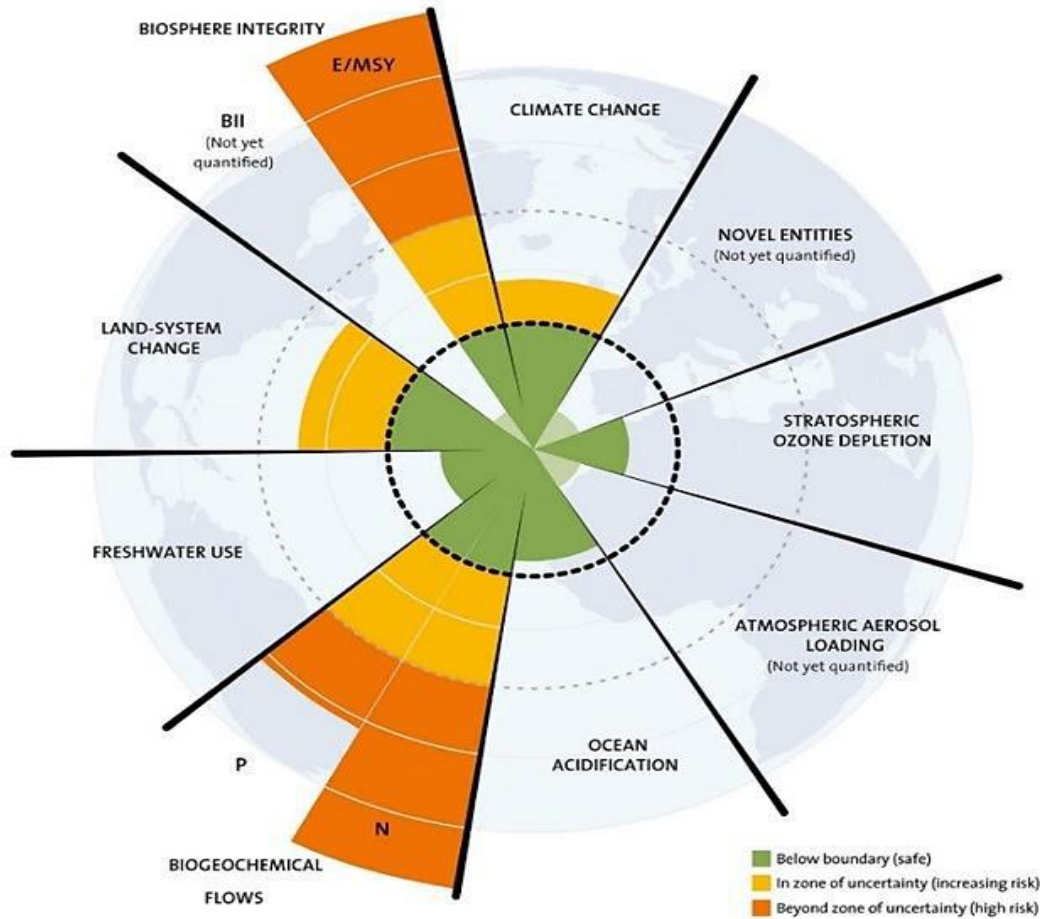 BIOSPHERE INTEGRITY
E/MSY
BII
(Not yet
quantified)
CLIMATE CHANGE
NOVEL ENTITIES
(Not yet quantified)
LAND-SYSTEM
CHANGE
STRATOSPHERIC
OZONE DEPLETION
FRESHWATER USE
ATMOSPHERIC AEROSOL
LOADING
(Not yet quantified)
OCEAN
ACIDIFICATION
P
N
BIOGEOCHEMICAL
FLOWS
Below boundary (safe)
In zone of uncertainty (increasing risk)
Beyond zone of uncertainty (high risk)